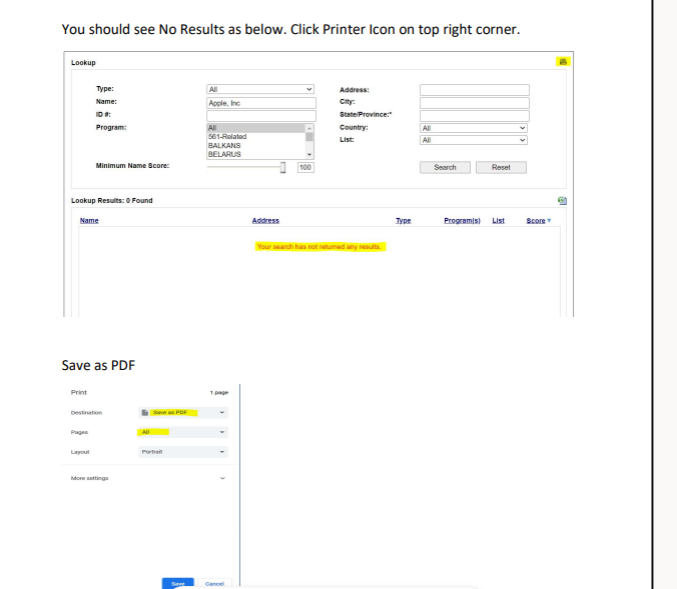 You should see No Results as below. Click Printer Icon on top right corner.
Lookup
Type: All Address:
Name: Apple, Inc City:
ID #: State/Province:*
Program: All Country: All
561-Related List: All
BALKANS
BELARUS
Minimum Name Score: 100 Search Reset
Lookup Results: 0 Found
Name Address Type Program(s) List Score
Your search has not returned any results.
Save as PDF
Print 1 page
Destination Save as PDF
Pages All
Layout Portrait
More settings
Save Cancel